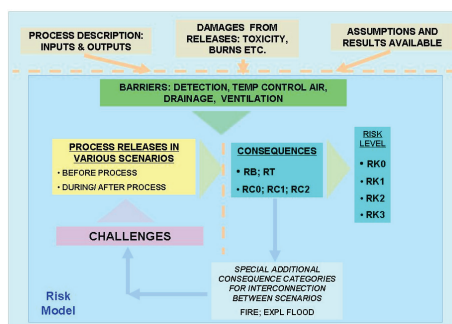 PROCESS DESCRIPTION:
INPUTS & OUTPUTS
DAMAGES FROM
RELEASES: TOXICITY,
BURNS ETC.
ASSUMPTIONS AND
RESULTS AVAILABLE
BARRIERS: DETECTION, TEMP CONTROL AIR,
DRAINAGE, VENTILATION
PROCESS RELEASES IN
VARIOUS SCENARIOS
• BEFORE PROCESS
• DURING/ AFTER PROCESS
CONSEQUENCES
• RB; RT
• RC0; RC1; RC2
RISK
LEVEL
• RK0
• RK1
• RK2
• RK3
CHALLENGES
SPECIAL ADDITIONAL
CONSEQUENCE CATEGORIES
FOR INTERCONNECTION
BETWEEN SCENARIOS
FIRE; EXPL FLOOD
Risk
Model